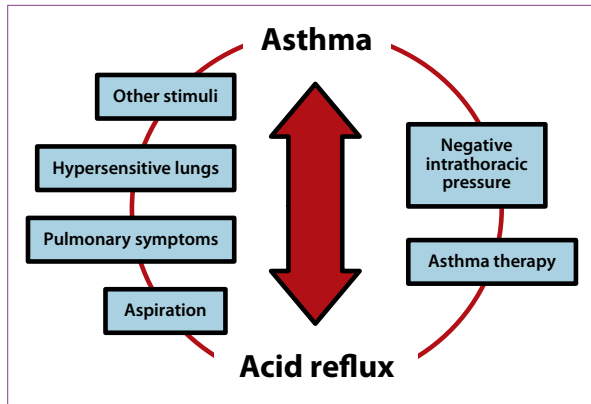 Asthma
Other stimuli
Hypersensitive lungs
Pulmonary symptoms
Aspiration
Negative
intrathoracic
pressure
Asthma therapy
Acid reflux